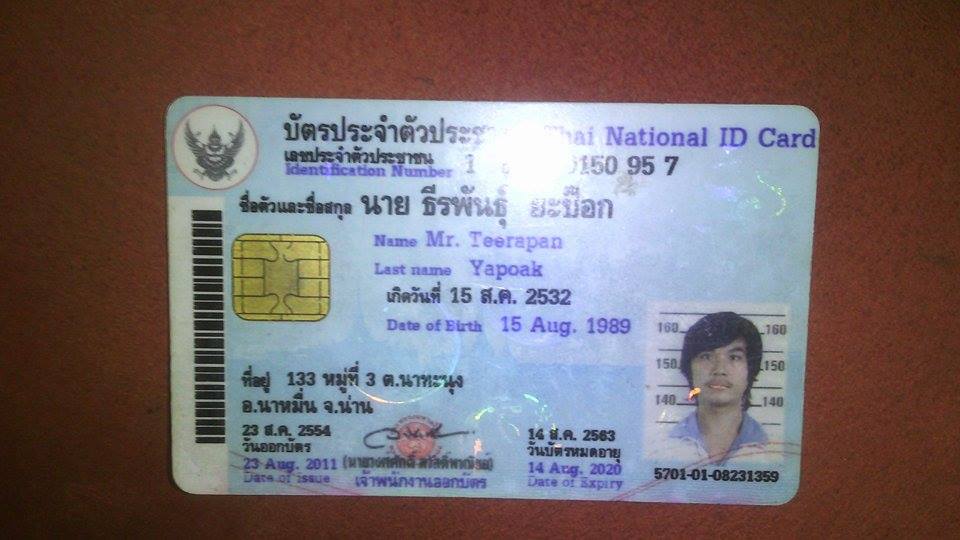 บัตรประจำตัวประชา Thai National ID Card
เลขประจำตัวประชาชน 1 0150 95 7
Identification Number
ชื่อตัวและชื่อสกุล นาย ธีรพันธุ์ ยะป๊อก
Name Mr. Teerapan
Last name Yapoak
เกิดวันที่ 15 ส.ค. 2532
Date of Birth 15 Aug. 1989
160 160
150 150
140 140
ที่อยู่ 133 หมู่ที่ 3 ต.นาทะนุง
อ.นาหมื่น จ.น่าน
23 ส.ค. 2554
วันออกบัตร
23 Aug. 2011
Date of Issue
เจ้าพนักงานออกบัตร
14 ส.ค. 2563
วันบัตรหมดอายุ
14 Aug. 2020
Date of Expiry
5701-01-08231359